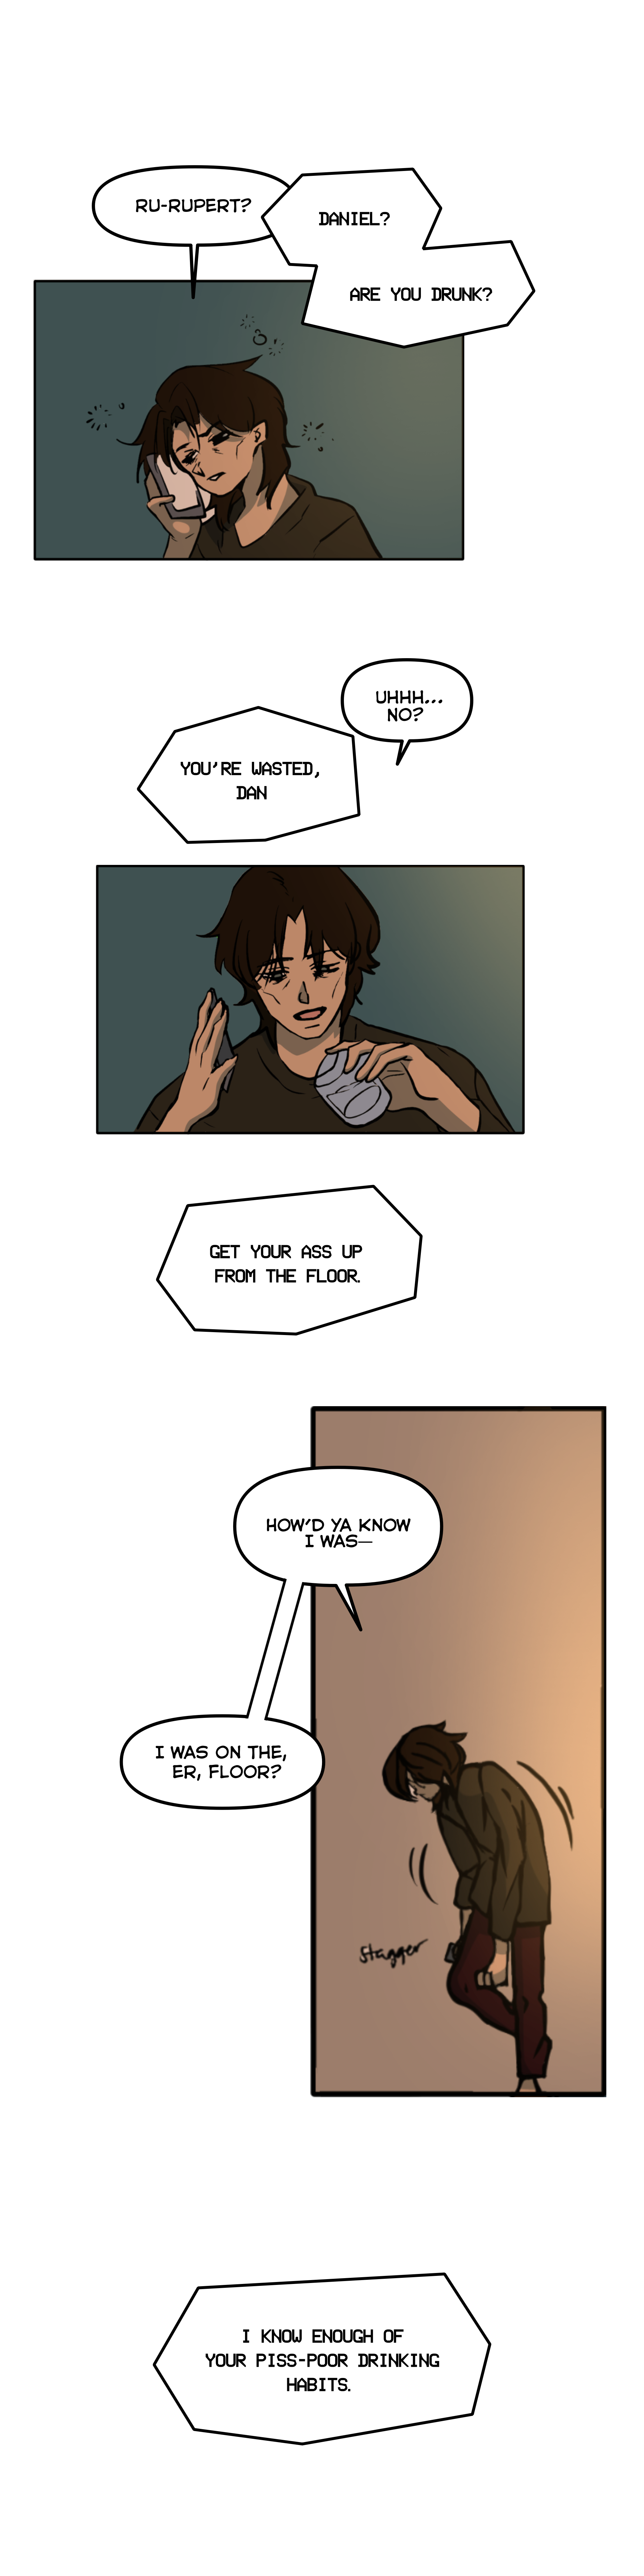 RU-RUPERT?
DANIEL?
ARE YOU DRUNK?
UHHH...
NO?
YOU'RE WASTED,
DAN
GET YOUR ASS UP
FROM THE FLOOR.
HOW'D YA KNOW
I WAS—
I WAS ON THE,
ER, FLOOR?
stagger
I KNOW ENOUGH OF
YOUR PISS-POOR DRINKING
HABITS.